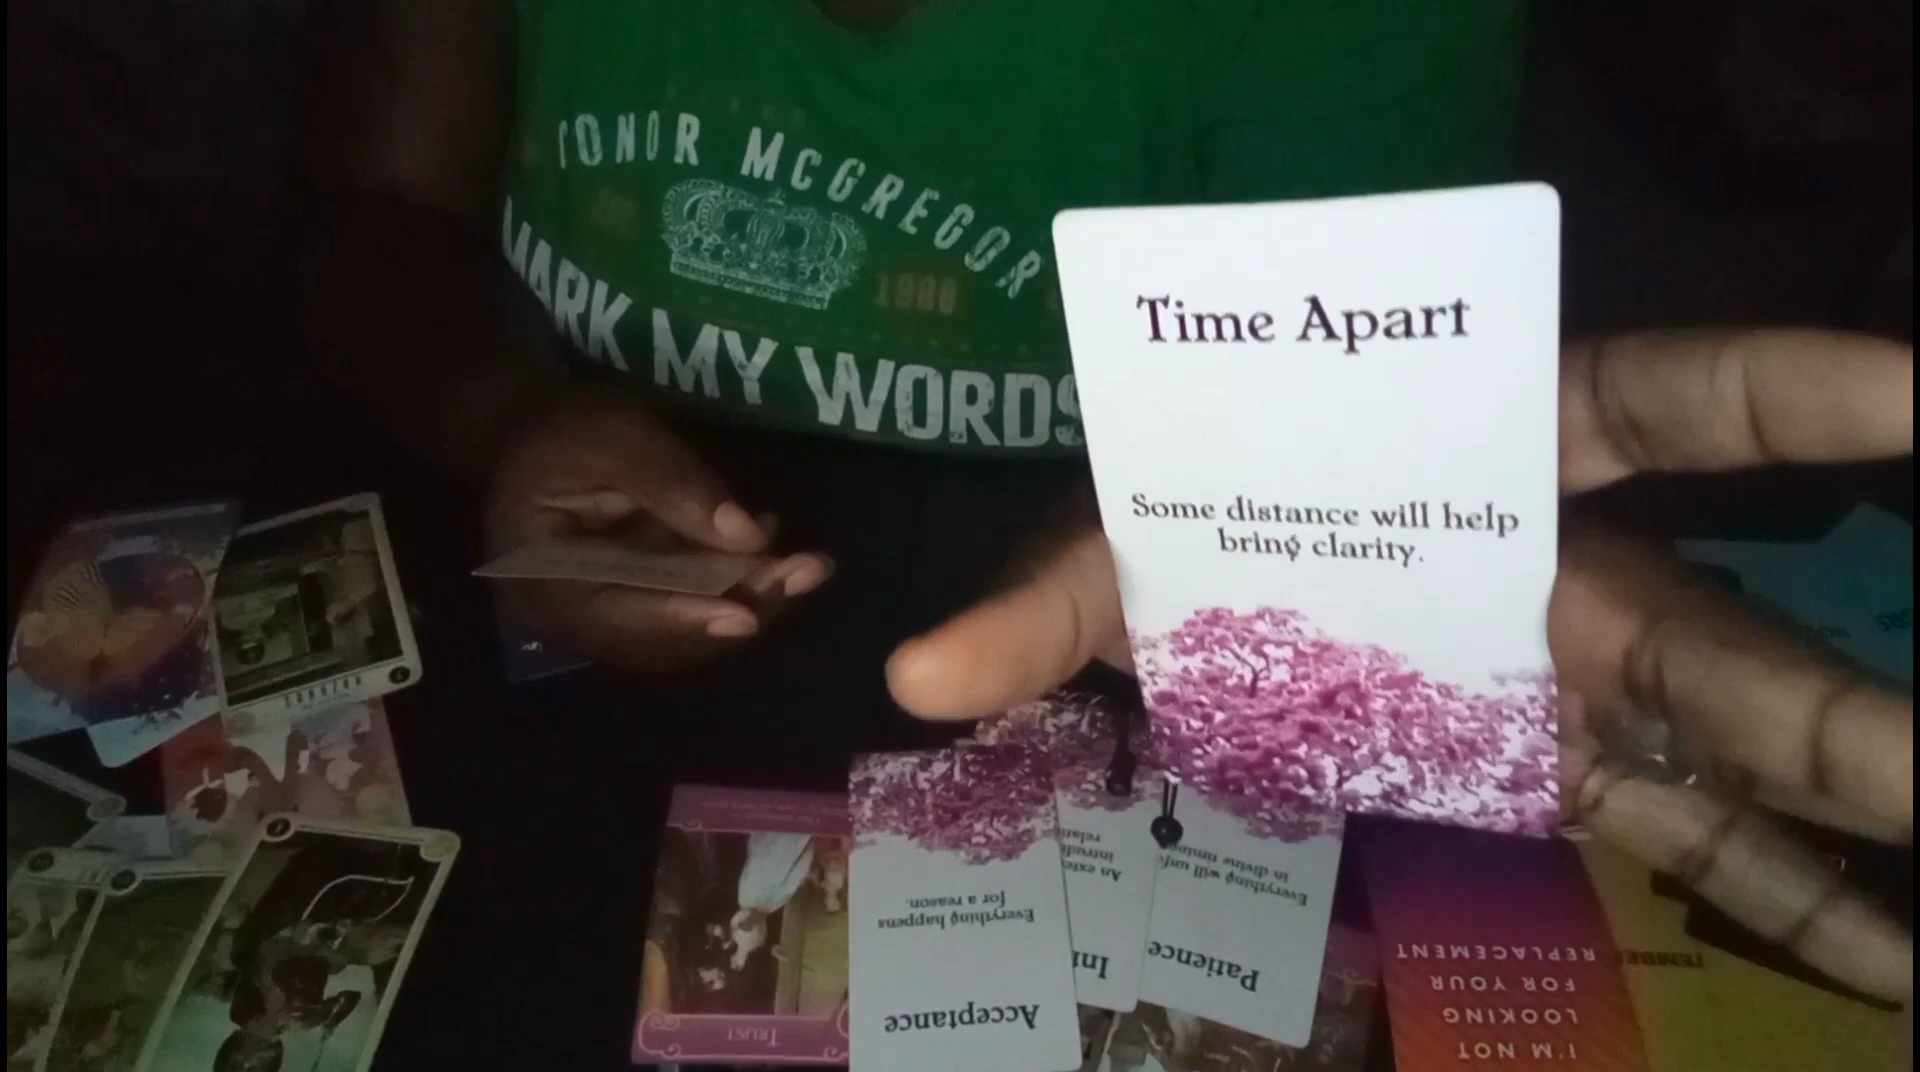 CONOR MCGREGOR
MARK MY WORDS
Time Apart
Some distance will help
bring clarity.
Acceptance
Everything happens
for a reason.
An
Patience
Everything will
in divine timing
TRUST
I'M NOT
LOOKING
FOR YOUR
REPLACEMENT